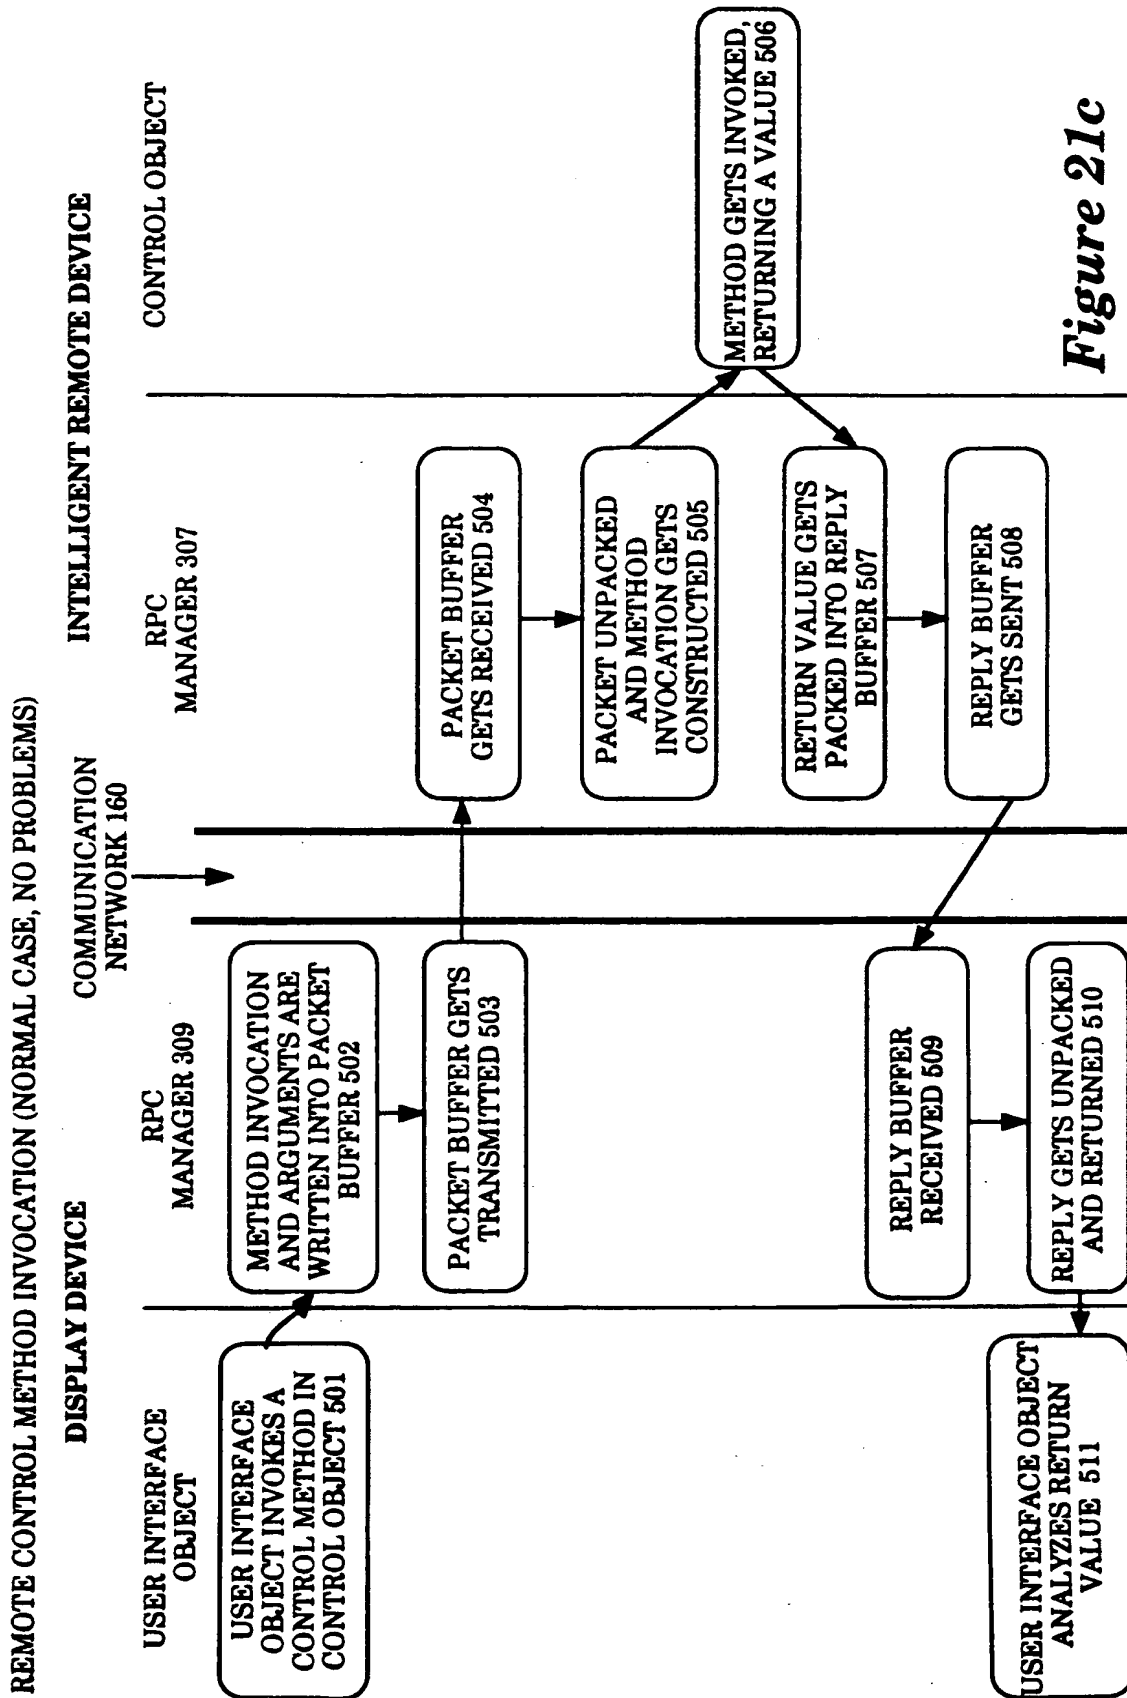 REMOTE CONTROL METHOD INVOCATION (NORMAL CASE, NO PROBLEMS)
DISPLAY DEVICE
INTELLIGENT REMOTE DEVICE
COMMUNICATION
NETWORK 160
USER INTERFACE
OBJECT
RPC
MANAGER 309
RPC
MANAGER 307
CONTROL OBJECT
USER INTERFACE
OBJECT INVOKES A
CONTROL METHOD IN
CONTROL OBJECT 501
METHOD INVOCATION
AND ARGUMENTS ARE
WRITTEN INTO PACKET
BUFFER 502
PACKET BUFFER GETS
TRANSMITTED 503
PACKET BUFFER
GETS RECEIVED 504
PACKET UNPACKED
AND METHOD
INVOCATION GETS
CONSTRUCTED 505
METHOD GETS INVOKED,
RETURNING A VALUE 506
RETURN VALUE GETS
PACKED INTO REPLY
BUFFER 507
REPLY BUFFER
GETS SENT 508
REPLY BUFFER
RECEIVED 509
REPLY GETS UNPACKED
AND RETURNED 510
USER INTERFACE OBJECT
ANALYZES RETURN
VALUE 511
Figure 21c